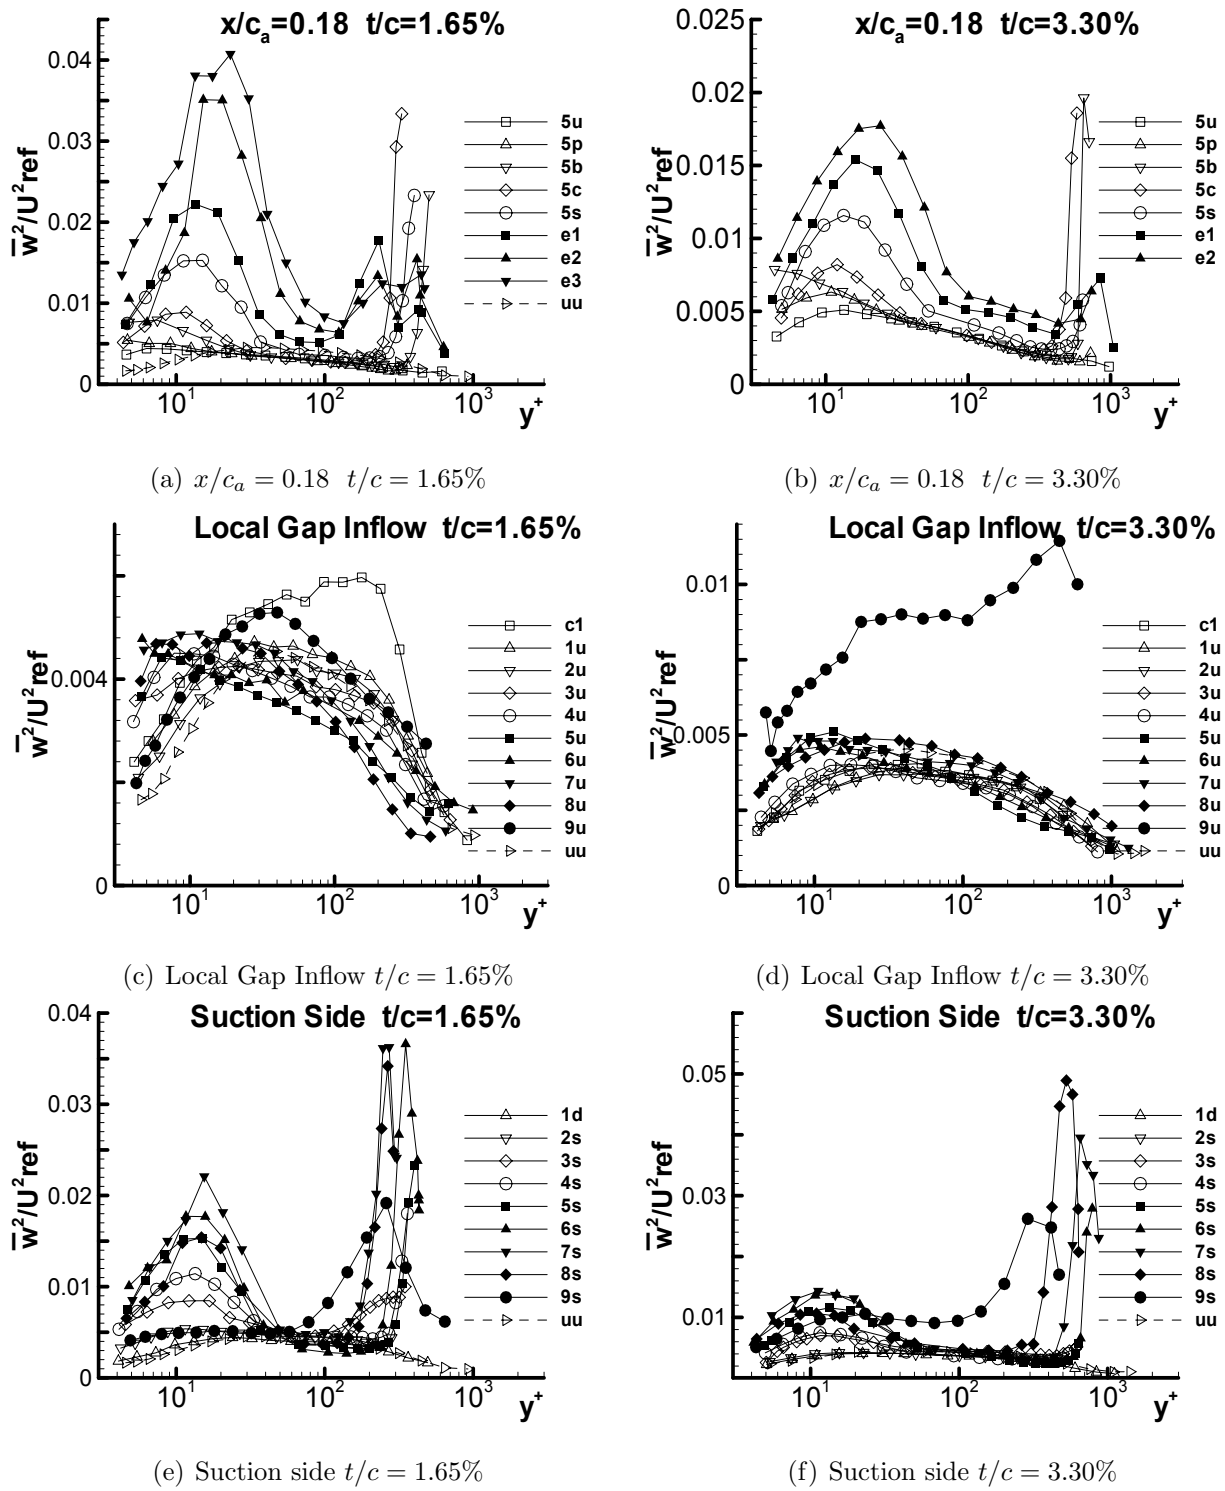 x/ca=0.18 t/c=1.65%
w̅²/U²ref
0.04
0.03
0.02
0.01
0
10¹ 10² 10³
y⁺
5u
5p
5b
5c
5s
e1
e2
e3
uu
(a) x/ca = 0.18 t/c = 1.65%
x/ca=0.18 t/c=3.30%
w̅²/U²ref
0.025
0.02
0.015
0.01
0.005
0
10¹ 10² 10³
y⁺
5u
5p
5b
5c
5s
e1
e2
(b) x/ca = 0.18 t/c = 3.30%
Local Gap Inflow t/c=1.65%
w̅²/U²ref
0.004
0
10¹ 10² 10³
y⁺
c1
1u
2u
3u
4u
5u
6u
7u
8u
9u
uu
(c) Local Gap Inflow t/c = 1.65%
Local Gap Inflow t/c=3.30%
w̅²/U²ref
0.01
0.005
0
10¹ 10² 10³
y⁺
c1
1u
2u
3u
4u
5u
6u
7u
8u
9u
uu
(d) Local Gap Inflow t/c = 3.30%
Suction Side t/c=1.65%
w̅²/U²ref
0.04
0.03
0.02
0.01
0
10¹ 10² 10³
y⁺
1d
2s
3s
4s
5s
6s
7s
8s
9s
uu
(e) Suction side t/c = 1.65%
Suction Side t/c=3.30%
w̅²/U²ref
0.05
0.03
0.01
10¹ 10² 10³
y⁺
1d
2s
3s
4s
5s
6s
7s
8s
9s
uu
(f) Suction side t/c = 3.30%